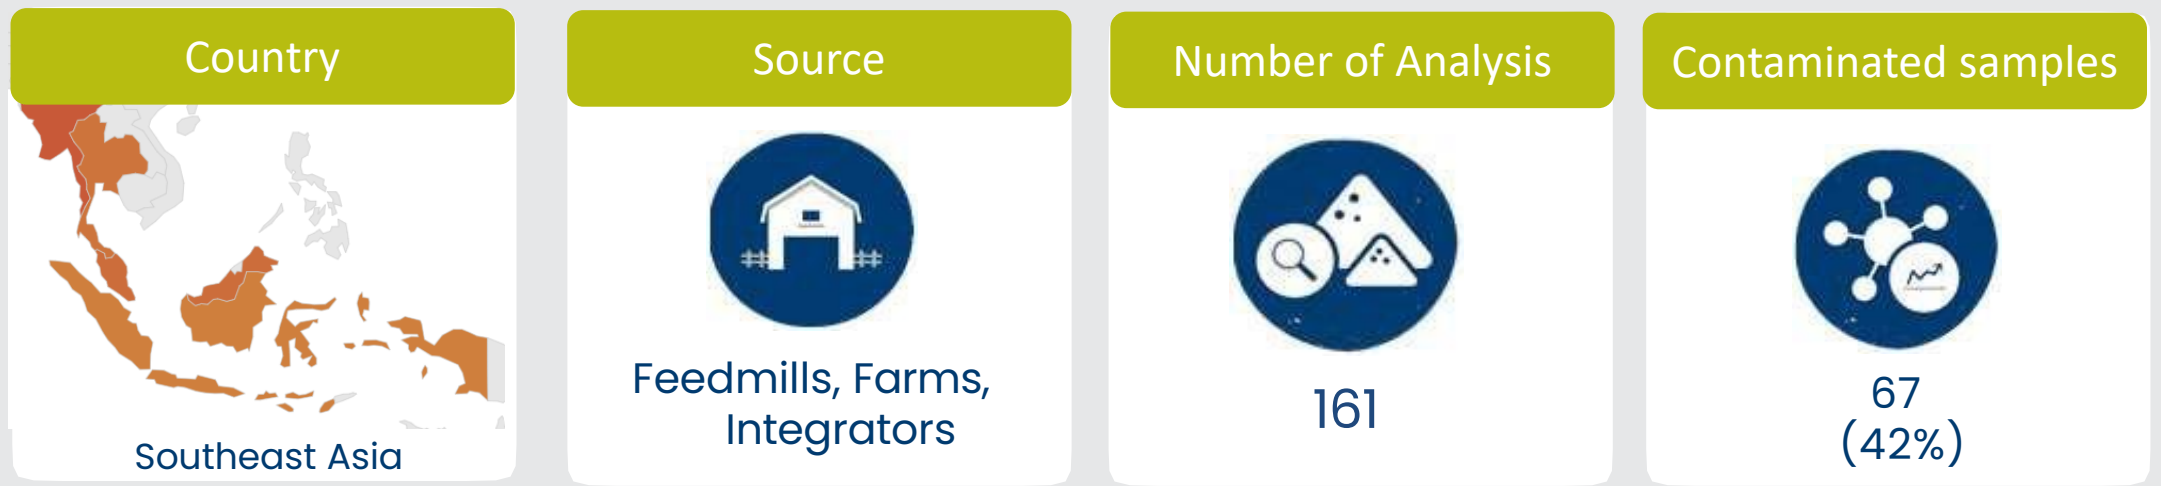 Country
Southeast Asia
Source
Feedmills, Farms,
Integrators
Number of Analysis
161
Contaminated samples
67
(42%)